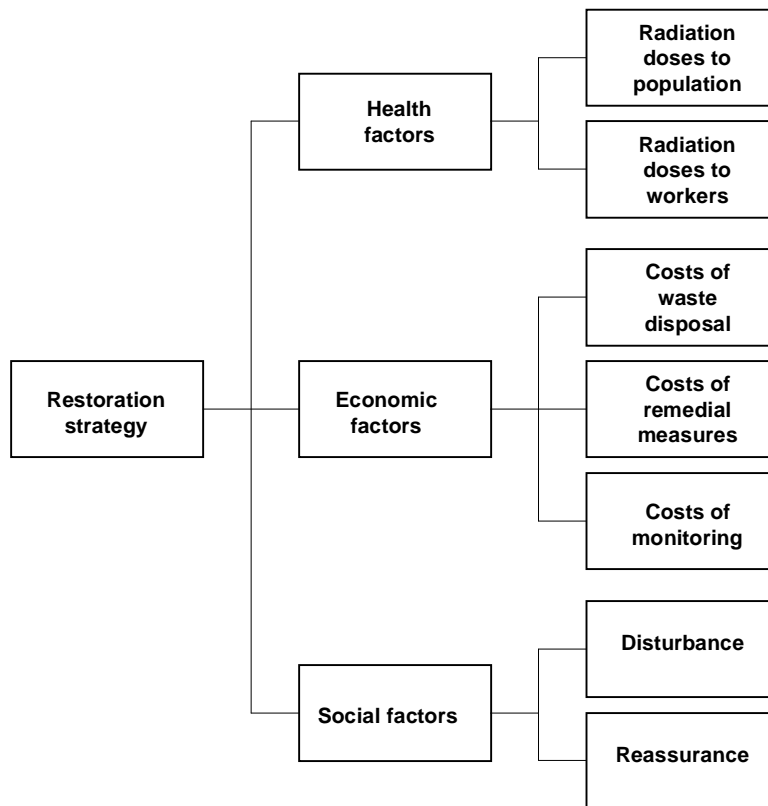 Radiation
doses to
population
Health
factors
Radiation
doses to
workers
Costs of
waste
disposal
Restoration
strategy
Economic
factors
Costs of
remedial
measures
Costs of
monitoring
Disturbance
Social factors
Reassurance